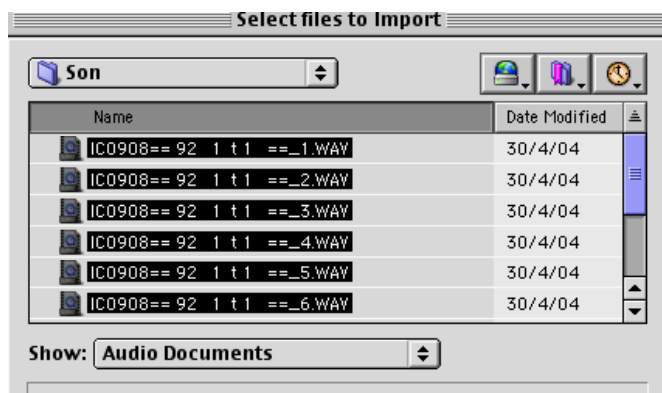 Select files to Import
Son
Name Date Modified
IC0908== 92 1 t1 ==_1.WAV 30/4/04
IC0908== 92 1 t1 ==_2.WAV 30/4/04
IC0908== 92 1 t1 ==_3.WAV 30/4/04
IC0908== 92 1 t1 ==_4.WAV 30/4/04
IC0908== 92 1 t1 ==_5.WAV 30/4/04
IC0908== 92 1 t1 ==_6.WAV 30/4/04
Show: Audio Documents